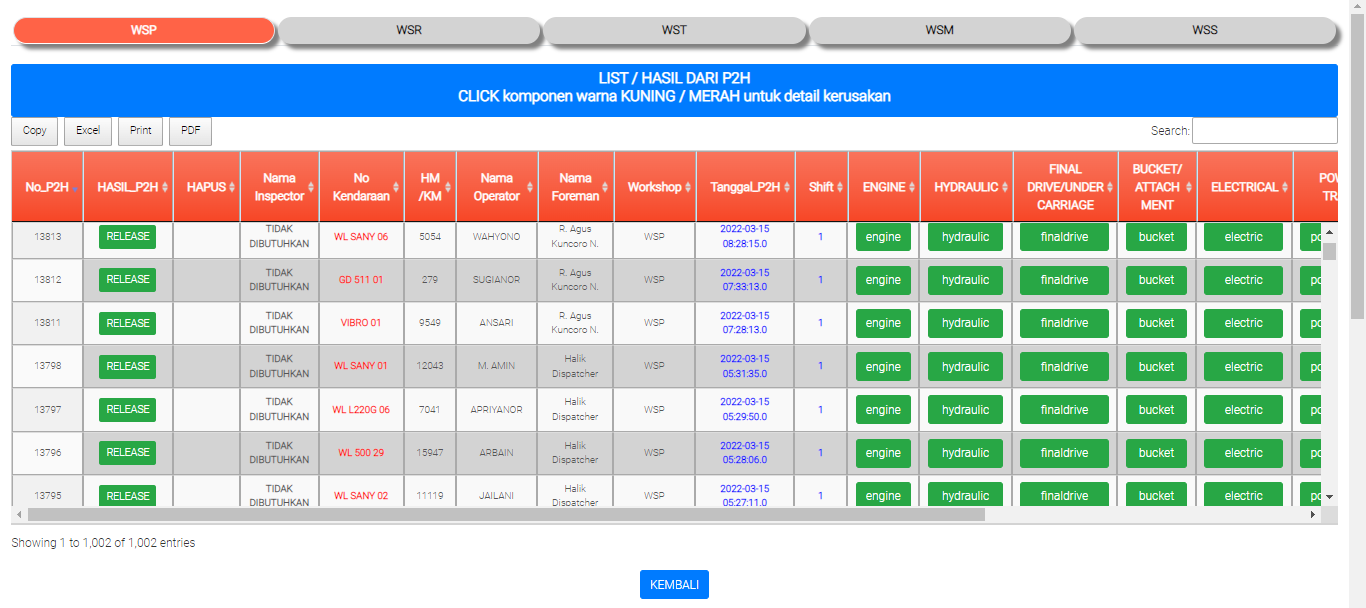 WSP WSR WST WSM WSS
LIST / HASIL DARI P2H
CLICK komponen warna KUNING / MERAH untuk detail kerusakan
Copy Excel Print PDF Search:
No_P2H HASIL_P2H HAPUS Nama Inspector No Kendaraan HM /KM Nama Operator Nama Foreman Workshop Tanggal_P2H Shift ENGINE HYDRAULIC FINAL DRIVE/UNDER CARRIAGE BUCKET/ ATTACH MENT ELECTRICAL
13813 RELEASE TIDAK DIBUTUHKAN WL SANY 06 5054 WAHYONO R. Agus Kuncoro N. WSP 2022-03-15 08:28:15.0 1 engine hydraulic finaldrive bucket electric
13812 RELEASE TIDAK DIBUTUHKAN GD 511 01 279 SUGIANOR R. Agus Kuncoro N. WSP 2022-03-15 07:33:13.0 1 engine hydraulic finaldrive bucket electric
13811 RELEASE TIDAK DIBUTUHKAN VIBRO 01 9549 ANSARI R. Agus Kuncoro N. WSP 2022-03-15 07:28:13.0 1 engine hydraulic finaldrive bucket electric
13798 RELEASE TIDAK DIBUTUHKAN WL SANY 01 12043 M. AMIN Halik Dispatcher WSP 2022-03-15 05:31:35.0 1 engine hydraulic finaldrive bucket electric
13797 RELEASE TIDAK DIBUTUHKAN WL L220G 06 7041 APRIYANOR Halik Dispatcher WSP 2022-03-15 05:29:50.0 1 engine hydraulic finaldrive bucket electric
13796 RELEASE TIDAK DIBUTUHKAN WL 500 29 15947 ARBAIN Halik Dispatcher WSP 2022-03-15 05:28:06.0 1 engine hydraulic finaldrive bucket electric
13795 RELEASE TIDAK DIBUTUHKAN WL SANY 02 11119 JAILANI Halik Dispatcher WSP 2022-03-15 05:27:11.0 1 engine hydraulic finaldrive bucket electric
Showing 1 to 1,002 of 1,002 entries
KEMBALI